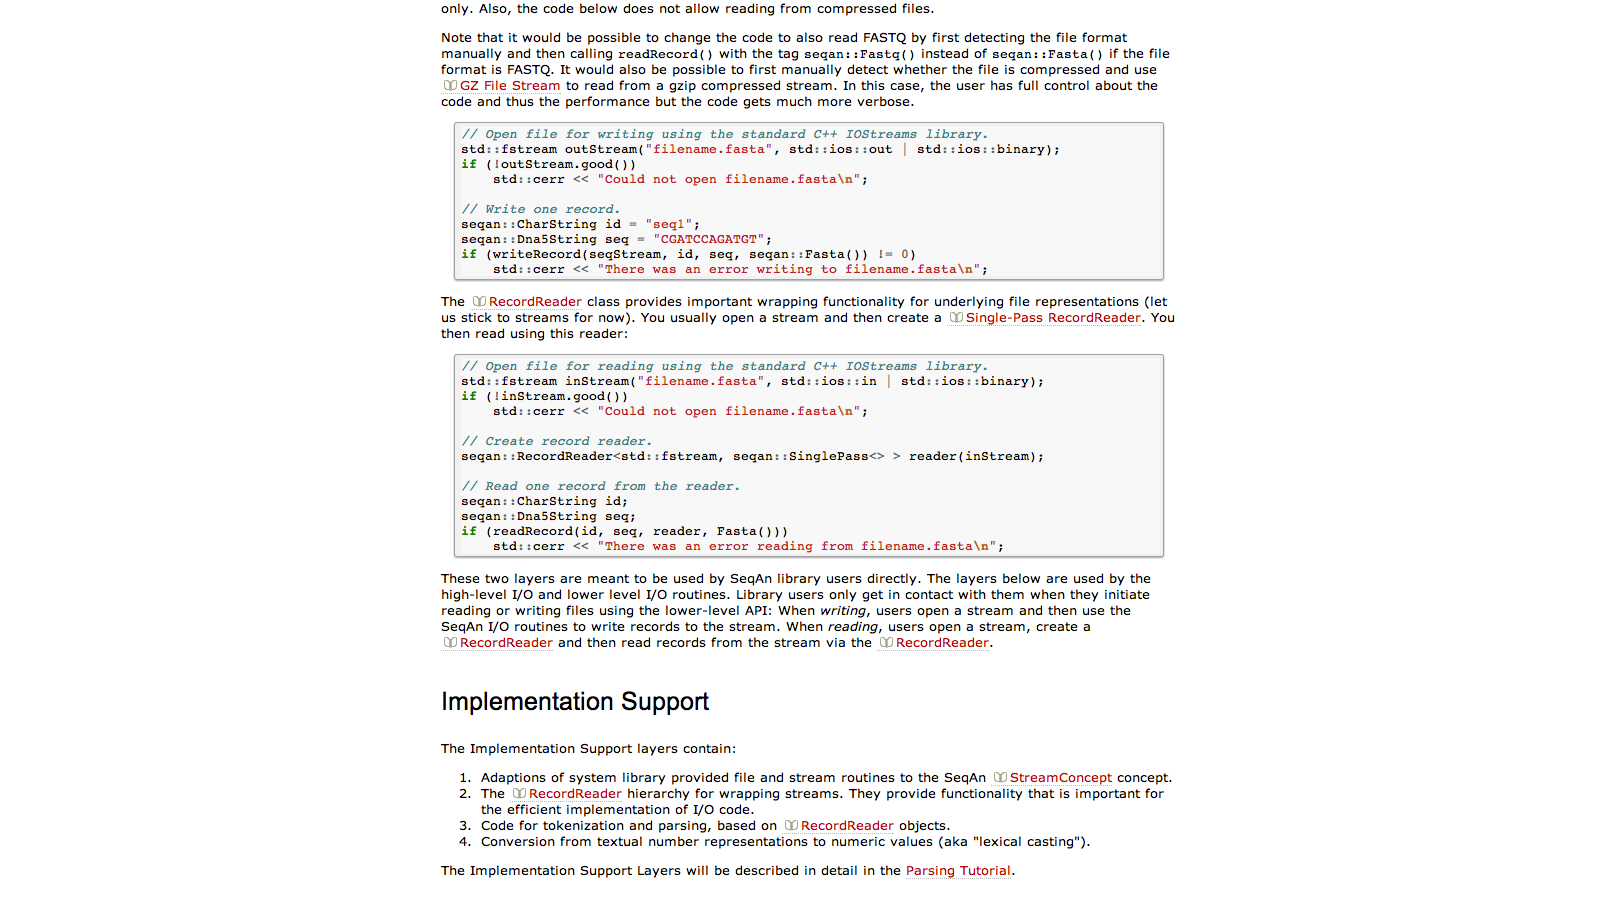 only. Also, the code below does not allow reading from compressed files.
Note that it would be possible to change the code to also read FASTQ by first detecting the file format
manually and then calling readRecord() with the tag seqan::Fastq() instead of seqan::Fasta() if the file
format is FASTQ. It would also be possible to first manually detect whether the file is compressed and use
GZ File Stream to read from a gzip compressed stream. In this case, the user has full control about the
code and thus the performance but the code gets much more verbose.
// Open file for writing using the standard C++ IOStreams library.
std::fstream outStream("filename.fasta", std::ios::out | std::ios::binary);
if (!outStream.good())
    std::cerr << "Could not open filename.fasta\n";
// Write one record.
seqan::CharString id = "seq1";
seqan::Dna5String seq = "CGATCCAGATGT";
if (writeRecord(seqStream, id, seq, seqan::Fasta()) != 0)
    std::cerr << "There was an error writing to filename.fasta\n";
The RecordReader class provides important wrapping functionality for underlying file representations (let
us stick to streams for now). You usually open a stream and then create a Single-Pass RecordReader. You
then read using this reader:
// Open file for reading using the standard C++ IOStreams library.
std::fstream inStream("filename.fasta", std::ios::in | std::ios::binary);
if (!inStream.good())
    std::cerr << "Could not open filename.fasta\n";
// Create record reader.
seqan::RecordReader<std::fstream, seqan::SinglePass<> > reader(inStream);
// Read one record from the reader.
seqan::CharString id;
seqan::Dna5String seq;
if (readRecord(id, seq, reader, Fasta()))
    std::cerr << "There was an error reading from filename.fasta\n";
These two layers are meant to be used by SeqAn library users directly. The layers below are used by the
high-level I/O and lower level I/O routines. Library users only get in contact with them when they initiate
reading or writing files using the lower-level API: When writing, users open a stream and then use the
SeqAn I/O routines to write records to the stream. When reading, users open a stream, create a
RecordReader and then read records from the stream via the RecordReader.
Implementation Support
The Implementation Support layers contain:
1. Adaptions of system library provided file and stream routines to the SeqAn StreamConcept concept.
2. The RecordReader hierarchy for wrapping streams. They provide functionality that is important for
the efficient implementation of I/O code.
3. Code for tokenization and parsing, based on RecordReader objects.
4. Conversion from textual number representations to numeric values (aka "lexical casting").
The Implementation Support Layers will be described in detail in the Parsing Tutorial.